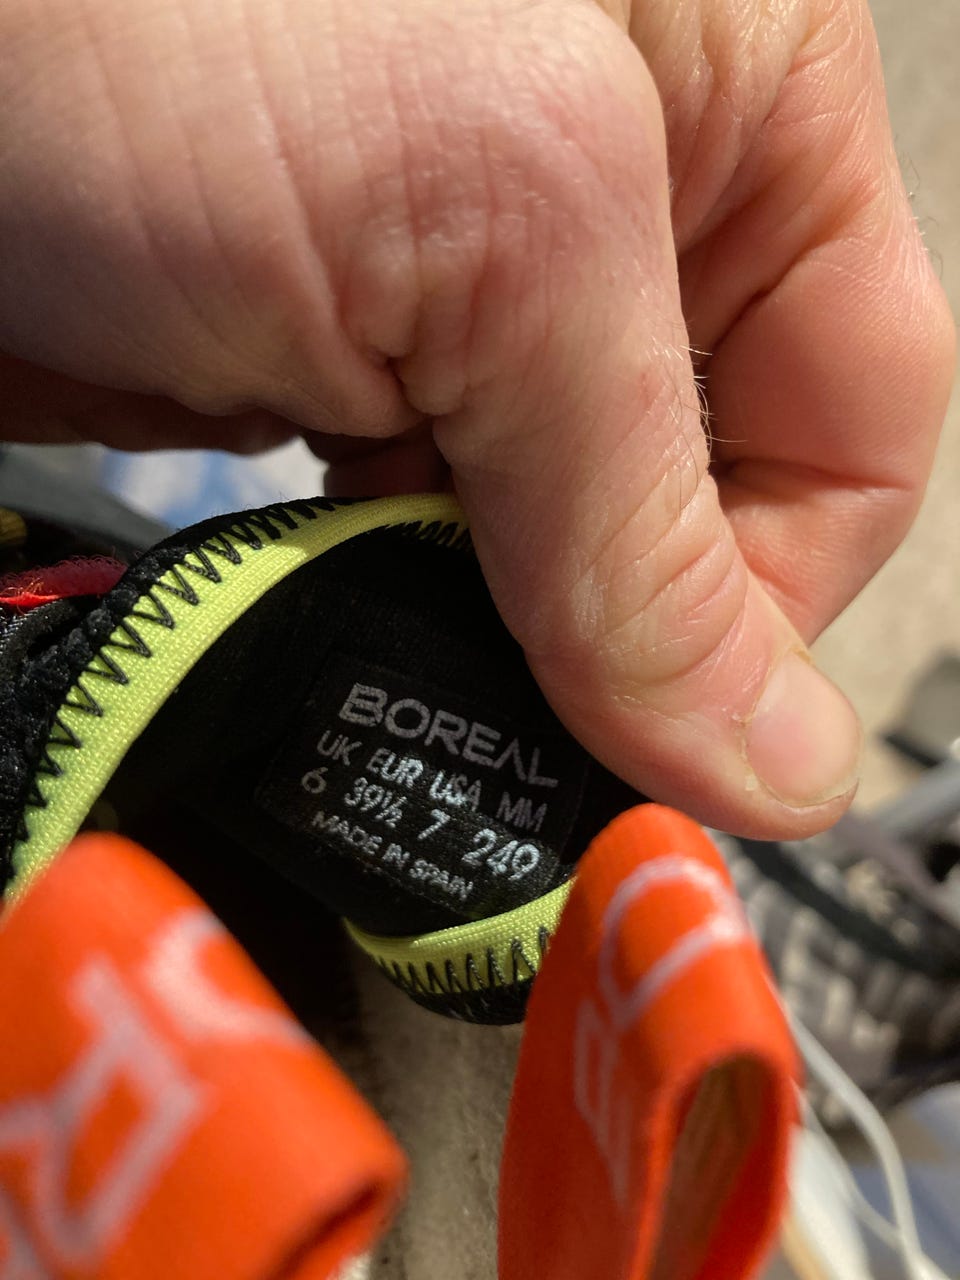 BOREAL
UK EUR USA MM
6 39½ 7 249
MADE IN SPAIN